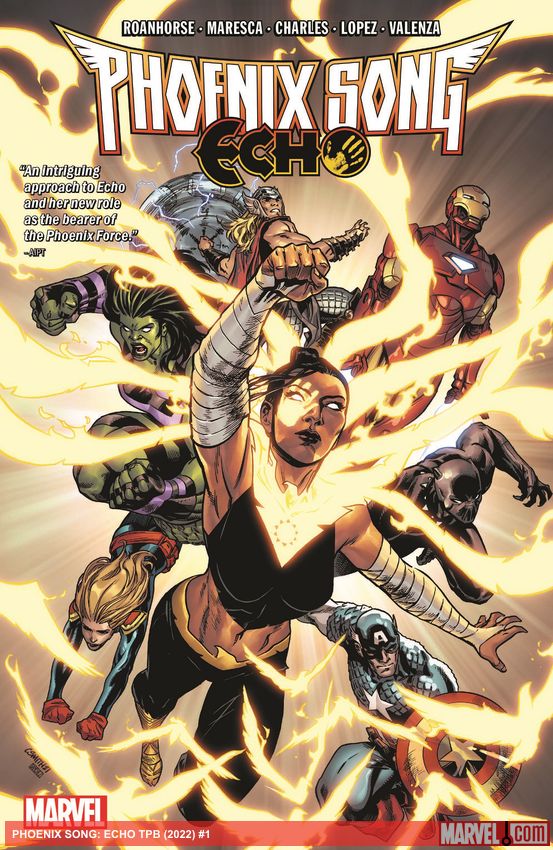 ROANHORSE • MARESCA • CHARLES • LOPEZ • VALENZA
PHOENIX SONG
ECHO
“An Intriguing
approach to Echo
and her new role
as the bearer of
the Phoenix Force.”
–AIPT
MARVEL
PHOENIX SONG: ECHO TPB (2022) #1
MARVEL.com